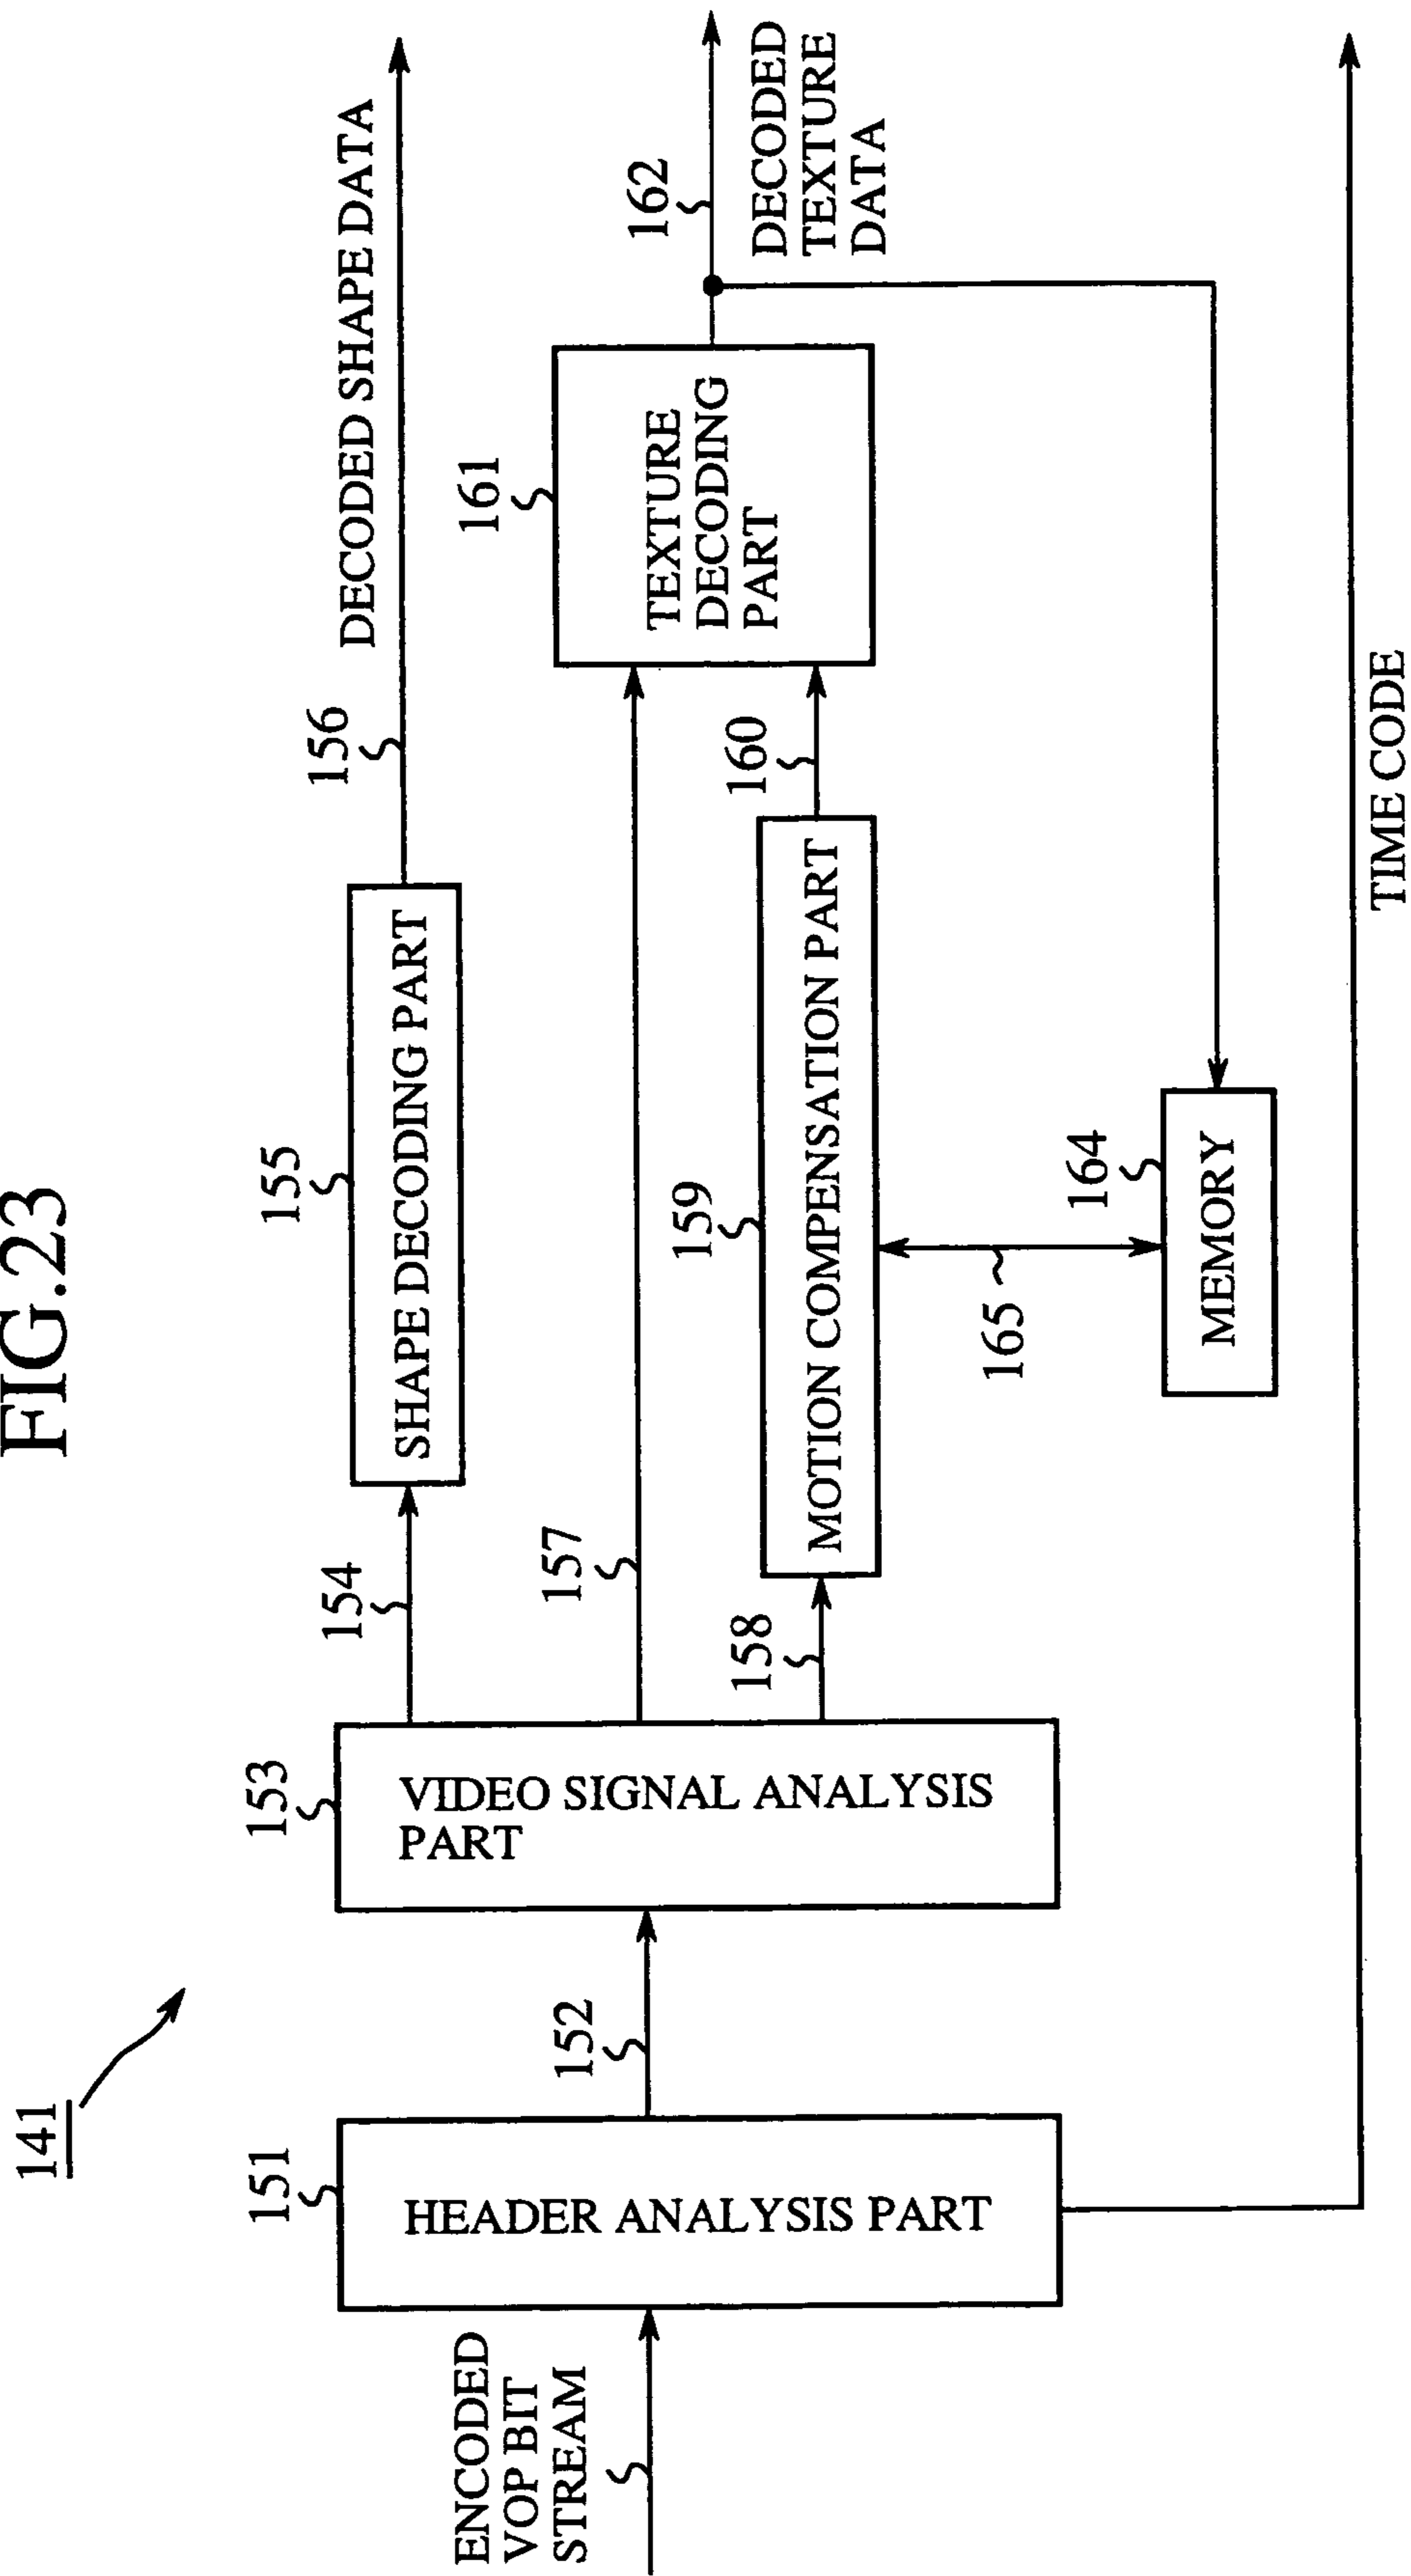 FIG.23
141
ENCODED
VOP BIT
STREAM
151
HEADER ANALYSIS PART
152
153
VIDEO SIGNAL ANALYSIS
PART
154
155
SHAPE DECODING PART
156
DECODED SHAPE DATA
157
158
159
MOTION COMPENSATION PART
160
161
TEXTURE
DECODING
PART
162
DECODED
TEXTURE
DATA
165
164
MEMORY
TIME CODE